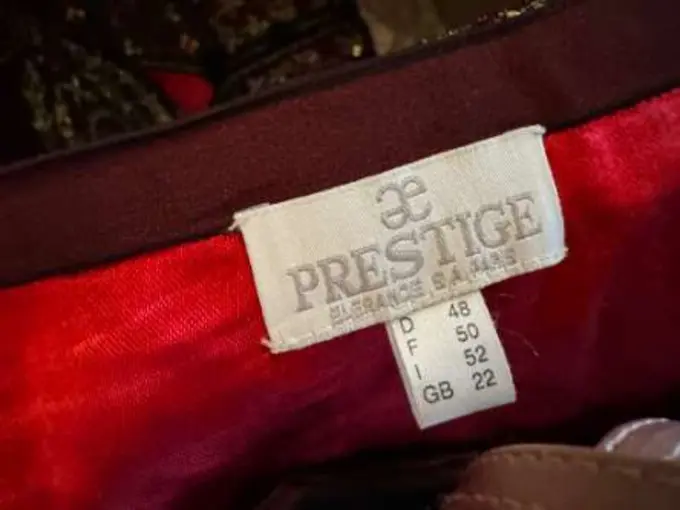 PRESTIGE
ELEGANCE S.A. PARIS
D 48
F 50
I 52
GB 22